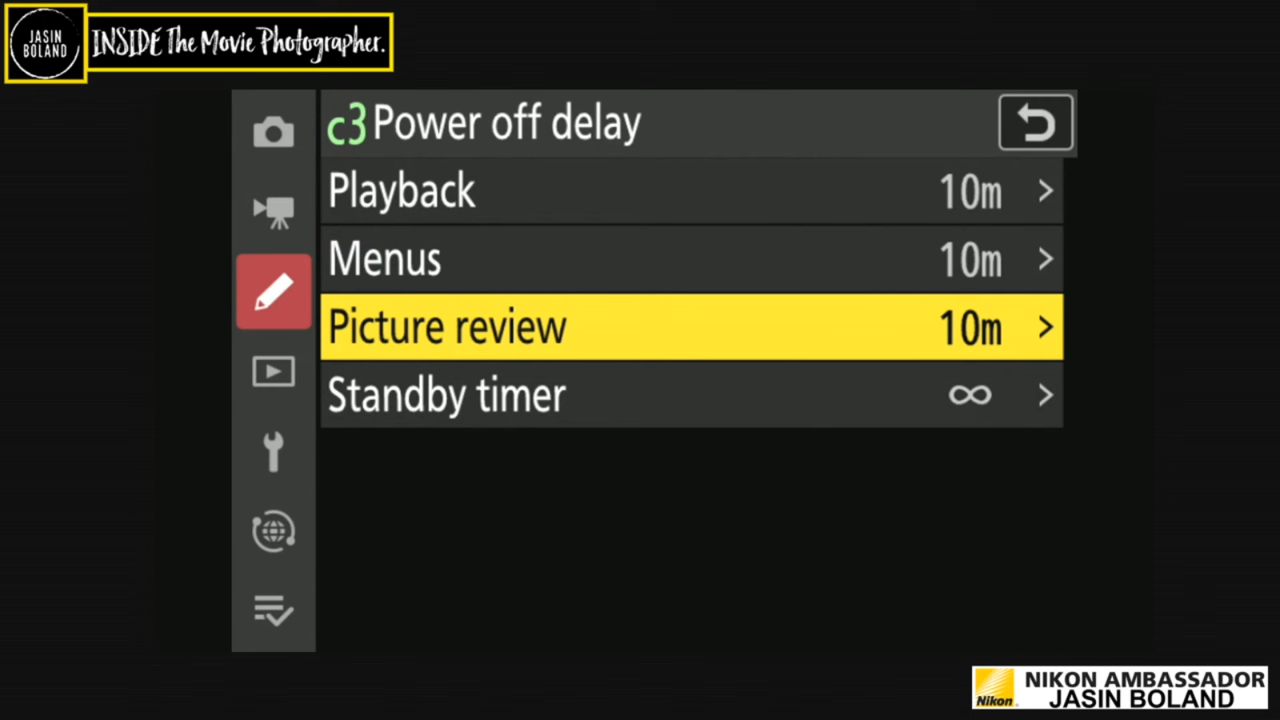 JASIN
BOLAND
INSIDE The Movie Photographer.
c3 Power off delay
Playback 10m >
Menus 10m >
Picture review 10m >
Standby timer ∞ >
Nikon
NIKON AMBASSADOR
JASIN BOLAND